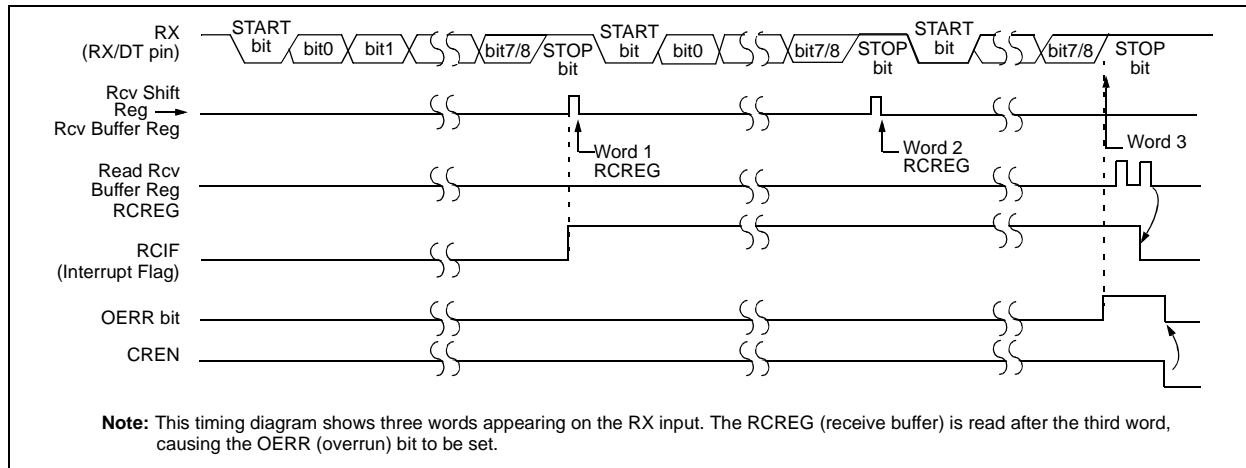 RX
(RX/DT pin)
START
bit
bit0
bit1
bit7/8
STOP
bit
START
bit
bit0
bit7/8
STOP
bit
START
bit
bit7/8
STOP
bit
Rcv Shift
Reg
Rcv Buffer Reg
Word 1
RCREG
Word 2
RCREG
Word 3
Read Rcv
Buffer Reg
RCREG
RCIF
(Interrupt Flag)
OERR bit
CREN
Note: This timing diagram shows three words appearing on the RX input. The RCREG (receive buffer) is read after the third word,
causing the OERR (overrun) bit to be set.